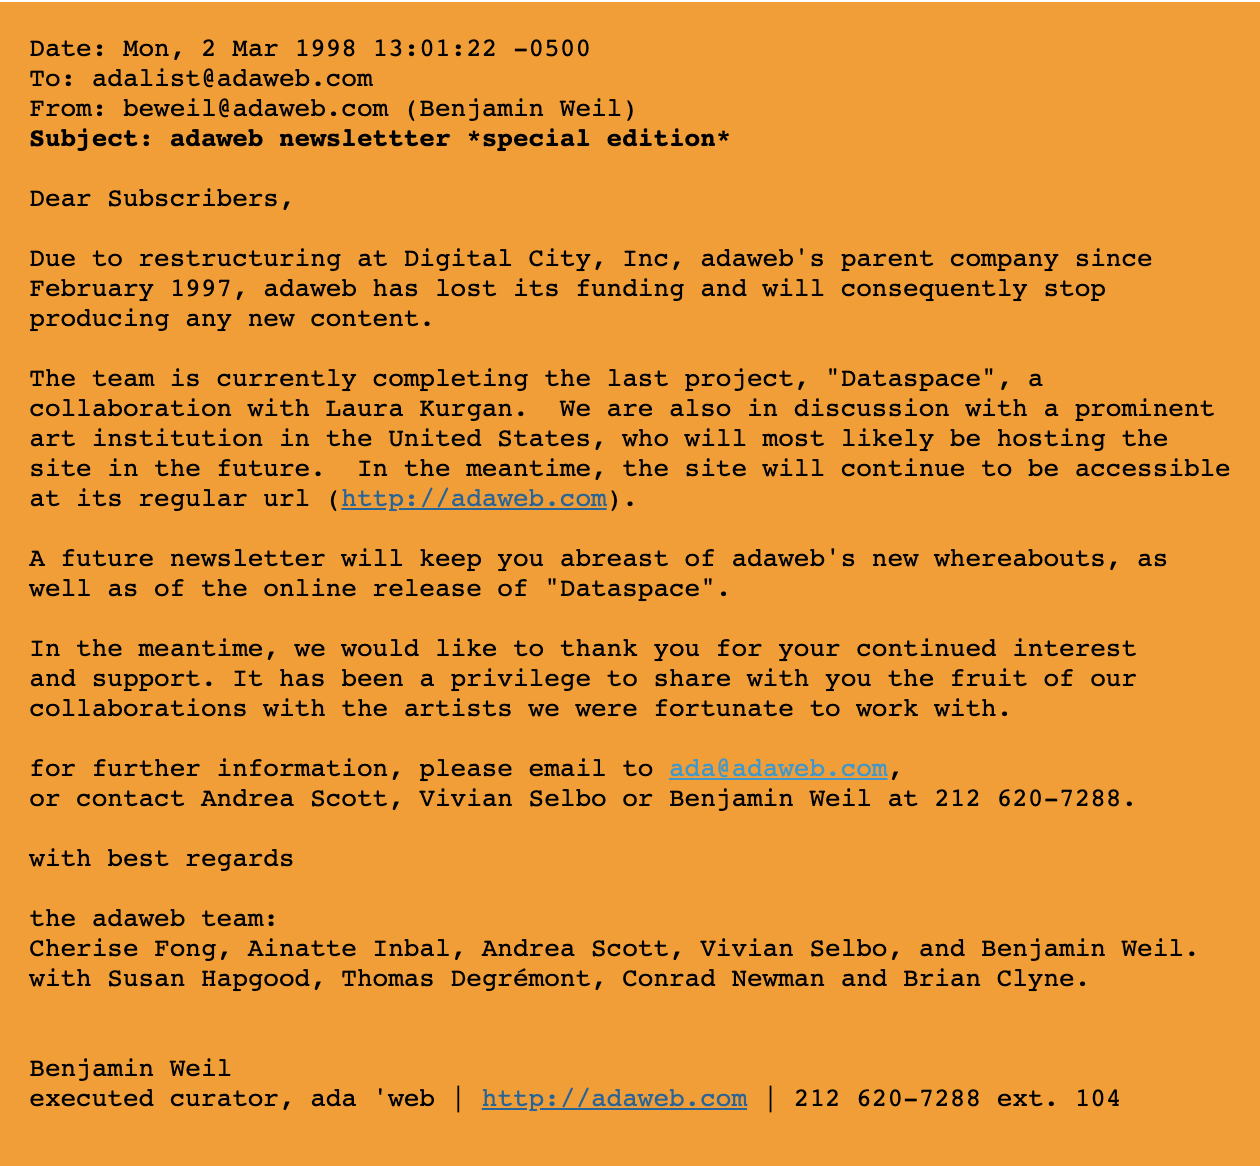 Date: Mon, 2 Mar 1998 13:01:22 -0500
To: adalist@adaweb.com
From: beweil@adaweb.com (Benjamin Weil)
Subject: adaweb newslettter *special edition*
Dear Subscribers,
Due to restructuring at Digital City, Inc, adaweb's parent company since
February 1997, adaweb has lost its funding and will consequently stop
producing any new content.
The team is currently completing the last project, "Dataspace", a
collaboration with Laura Kurgan.  We are also in discussion with a prominent
art institution in the United States, who will most likely be hosting the
site in the future.  In the meantime, the site will continue to be accessible
at its regular url (http://adaweb.com).
A future newsletter will keep you abreast of adaweb's new whereabouts, as
well as of the online release of "Dataspace".
In the meantime, we would like to thank you for your continued interest
and support. It has been a privilege to share with you the fruit of our
collaborations with the artists we were fortunate to work with.
for further information, please email to ada@adaweb.com,
or contact Andrea Scott, Vivian Selbo or Benjamin Weil at 212 620-7288.
with best regards
the adaweb team:
Cherise Fong, Ainatte Inbal, Andrea Scott, Vivian Selbo, and Benjamin Weil.
with Susan Hapgood, Thomas Degrémont, Conrad Newman and Brian Clyne.
Benjamin Weil
executed curator, ada 'web | http://adaweb.com | 212 620-7288 ext. 104